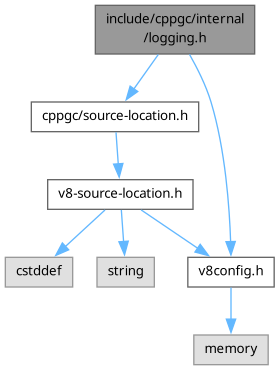 include/cppgc/internal
/logging.h
cppgc/source-location.h
v8-source-location.h
cstddef
string
v8config.h
memory